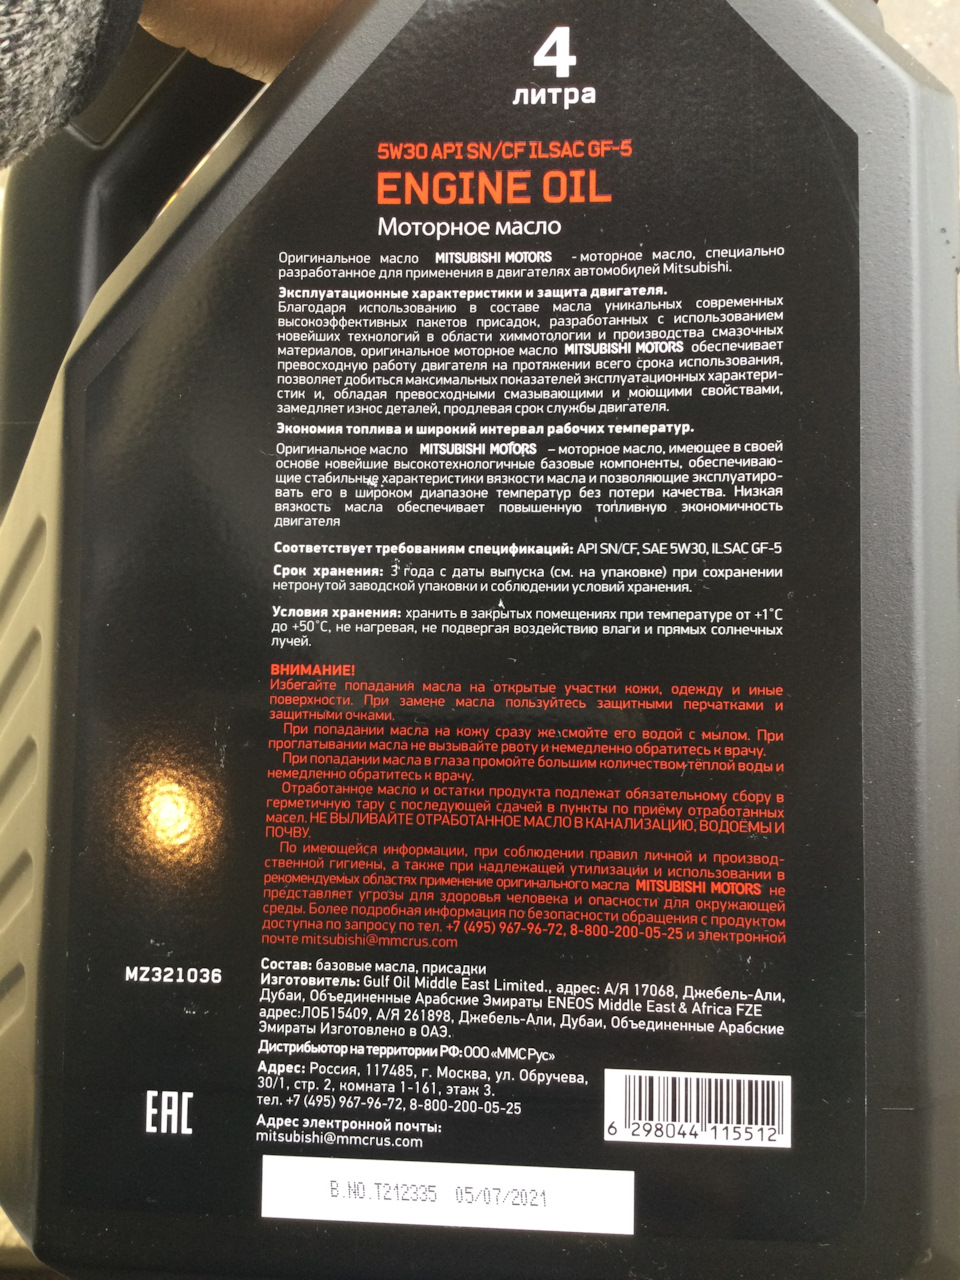 4
литра
5W30 API SN/CF ILSAC GF-5
ENGINE OIL
Моторное масло
Оригинальное масло MITSUBISHI MOTORS - моторное масло, специально
разработанное для применения в двигателях автомобилей Mitsubishi.
Эксплуатационные характеристики и защита двигателя.
Благодаря использованию в составе масла уникальных современных
высокоэффективных пакетов присадок, разработанных с использованием
новейших технологий в области химмотологии и производства смазочных
материалов, оригинальное моторное масло MITSUBISHI MOTORS обеспечивает
превосходную работу двигателя на протяжении всего срока использования,
позволяет добиться максимальных показателей эксплуатационных характери-
стик и, обладая превосходными смазывающими и моющими свойствами,
замедляет износ деталей, продлевая срок службы двигателя.
Экономия топлива и широкий интервал рабочих температур.
Оригинальное масло MITSUBISHI MOTORS – моторное масло, имеющее в своей
основе новейшие высокотехнологичные базовые компоненты, обеспечиваю-
щие стабильные характеристики вязкости масла и позволяющие эксплуатиро-
вать его в широком диапазоне температур без потери качества. Низкая
вязкость масла обеспечивает повышенную топливную экономичность
двигателя
Соответствует требованиям спецификаций: API SN/CF, SAE 5W30, ILSAC GF-5
Срок хранения: 3 года с даты выпуска (см. на упаковке) при сохранении
нетронутой заводской упаковки и соблюдении условий хранения.
Условия хранения: хранить в закрытых помещениях при температуре от +1˚С
до +50˚С, не нагревая, не подвергая воздействию влаги и прямых солнечных
лучей.
ВНИМАНИЕ!
Избегайте попадания масла на открытые участки кожи, одежду и иные
поверхности. При замене масла пользуйтесь защитными перчатками и
защитными очками.
При попадании масла на кожу сразу же смойте его водой с мылом. При
проглатывании масла не вызывайте рвоту и немедленно обратитесь к врачу.
При попадании масла в глаза промойте большим количеством тёплой воды и
немедленно обратитесь к врачу.
Отработанное масло и остатки продукта подлежат обязательному сбору в
герметичную тару с последующей сдачей в пункты по приёму отработанных
масел. НЕ ВЫЛИВАЙТЕ ОТРАБОТАННОЕ МАСЛО В КАНАЛИЗАЦИЮ, ВОДОЁМЫ И
ПОЧВУ.
По имеющейся информации, при соблюдении правил личной и производ-
ственной гигиены, а также при надлежащей утилизации и использовании в
рекомендуемых областях применение оригинального масла MITSUBISHI MOTORS не
представляет угрозы для здоровья человека и опасности для окружающей
среды. Более подробная информация по безопасности обращения с продуктом
доступна по запросу по тел. +7 (495) 967-96-72, 8-800-200-05-25 и электронной
почте mitsubishi@mmcrus.com
MZ321036
Состав: базовые масла, присадки
Изготовитель: Gulf Oil Middle East Limited., адрес: А/Я 17068, Джебель-Али,
Дубаи, Объединенные Арабские Эмираты ENEOS Middle East & Africa FZE
адрес:ЛОБ15409, А/Я 261898, Джебель-Али, Дубаи, Объединенные Арабские
Эмираты Изготовлено в ОАЭ.
Дистрибьютор на территории РФ: ООО «ММС Рус»
Адрес: Россия, 117485, г. Москва, ул. Обручева,
30/1, стр. 2, комната 1-161, этаж 3.
тел. +7 (495) 967-96-72, 8-800-200-05-25
Адрес электронной почты:
mitsubishi@mmcrus.com
EAC
6 298044 115512
B.NO.T212335 05/07/2021